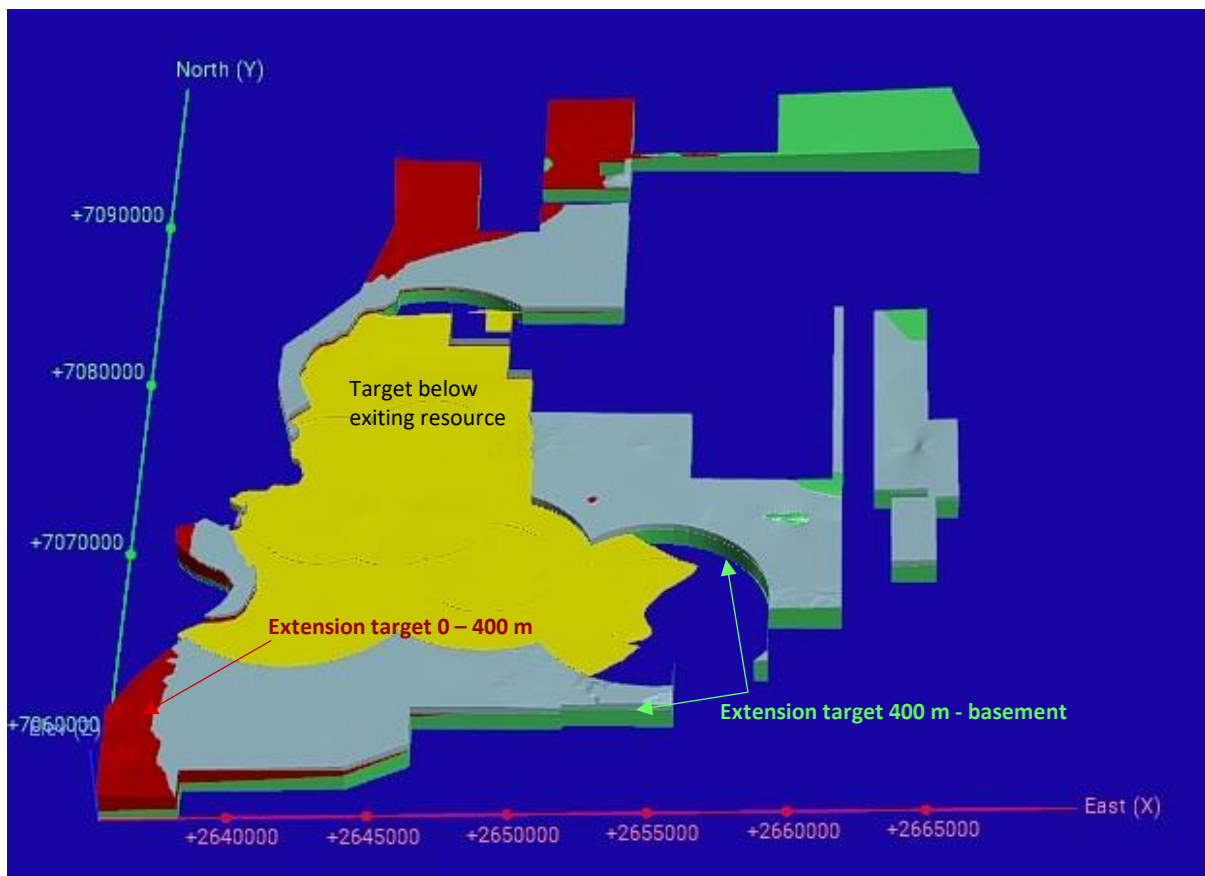 North (Y)
+7090000
+7080000
Target below
exiting resource
+7070000
Extension target 0 – 400 m
Extension target 400 m - basement
+7060000
Elev (Z)
East (X)
+2640000
+2645000
+2650000
+2655000
+2660000
+2665000